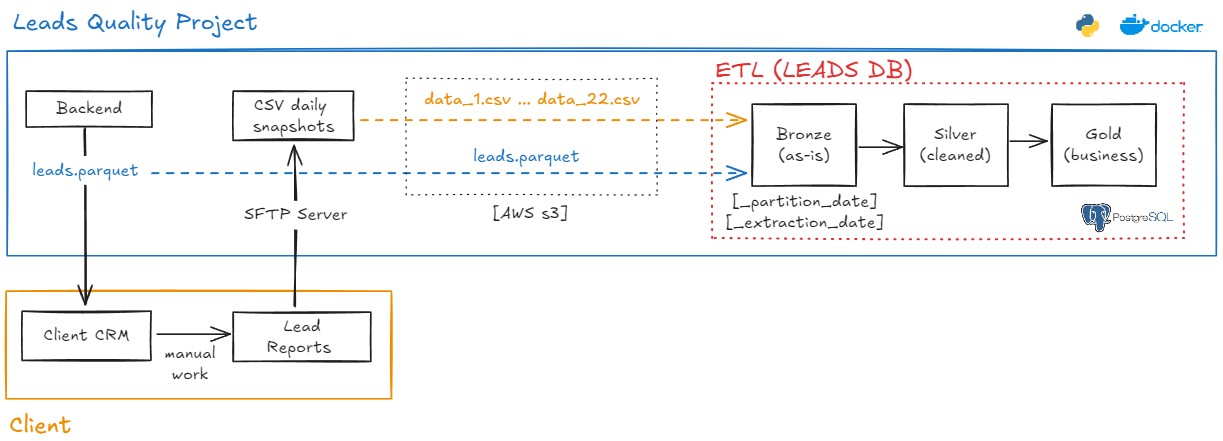 Leads Quality Project
docker
ETL (LEADS DB)
Backend
CSV daily
snapshots
data_1.csv ... data_22.csv
Bronze
(as-is)
Silver
(cleaned)
Gold
(business)
leads.parquet
leads.parquet
SFTP Server
[AWS s3]
[_partition_date]
[_extraction_date]
PostgreSQL
Client CRM
manual
work
Lead
Reports
Client